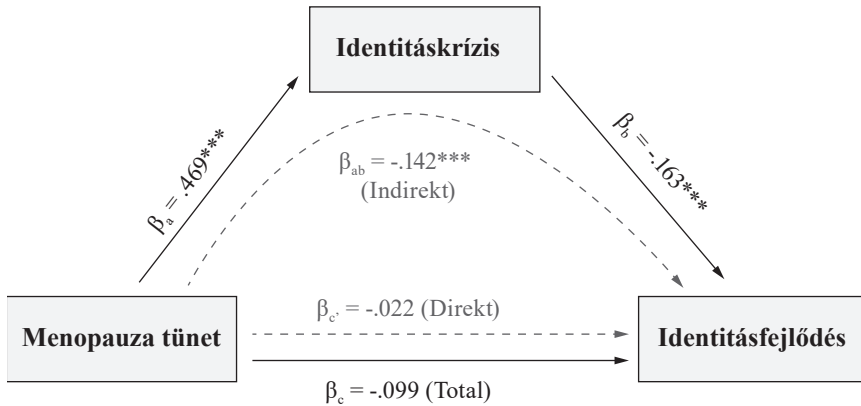 Identitáskrízis
βa = .469***
βb = -.163***
βab = -.142***
(Indirekt)
βc' = -.022 (Direkt)
Menopauza tünet
Identitásfejlődés
βc = -.099 (Total)